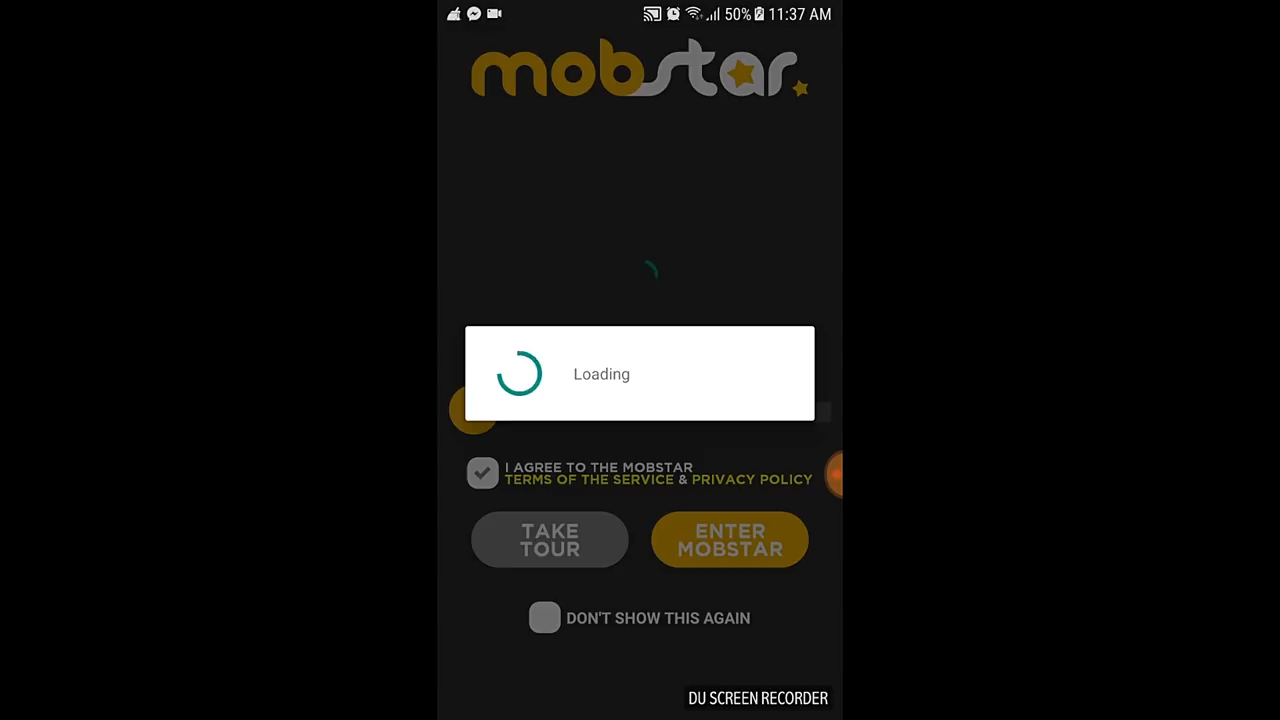 50% 11:37 AM
mobstar
Loading
I AGREE TO THE MOBSTAR
TERMS OF THE SERVICE & PRIVACY POLICY
TAKE
TOUR
ENTER
MOBSTAR
DON'T SHOW THIS AGAIN
DU SCREEN RECORDER